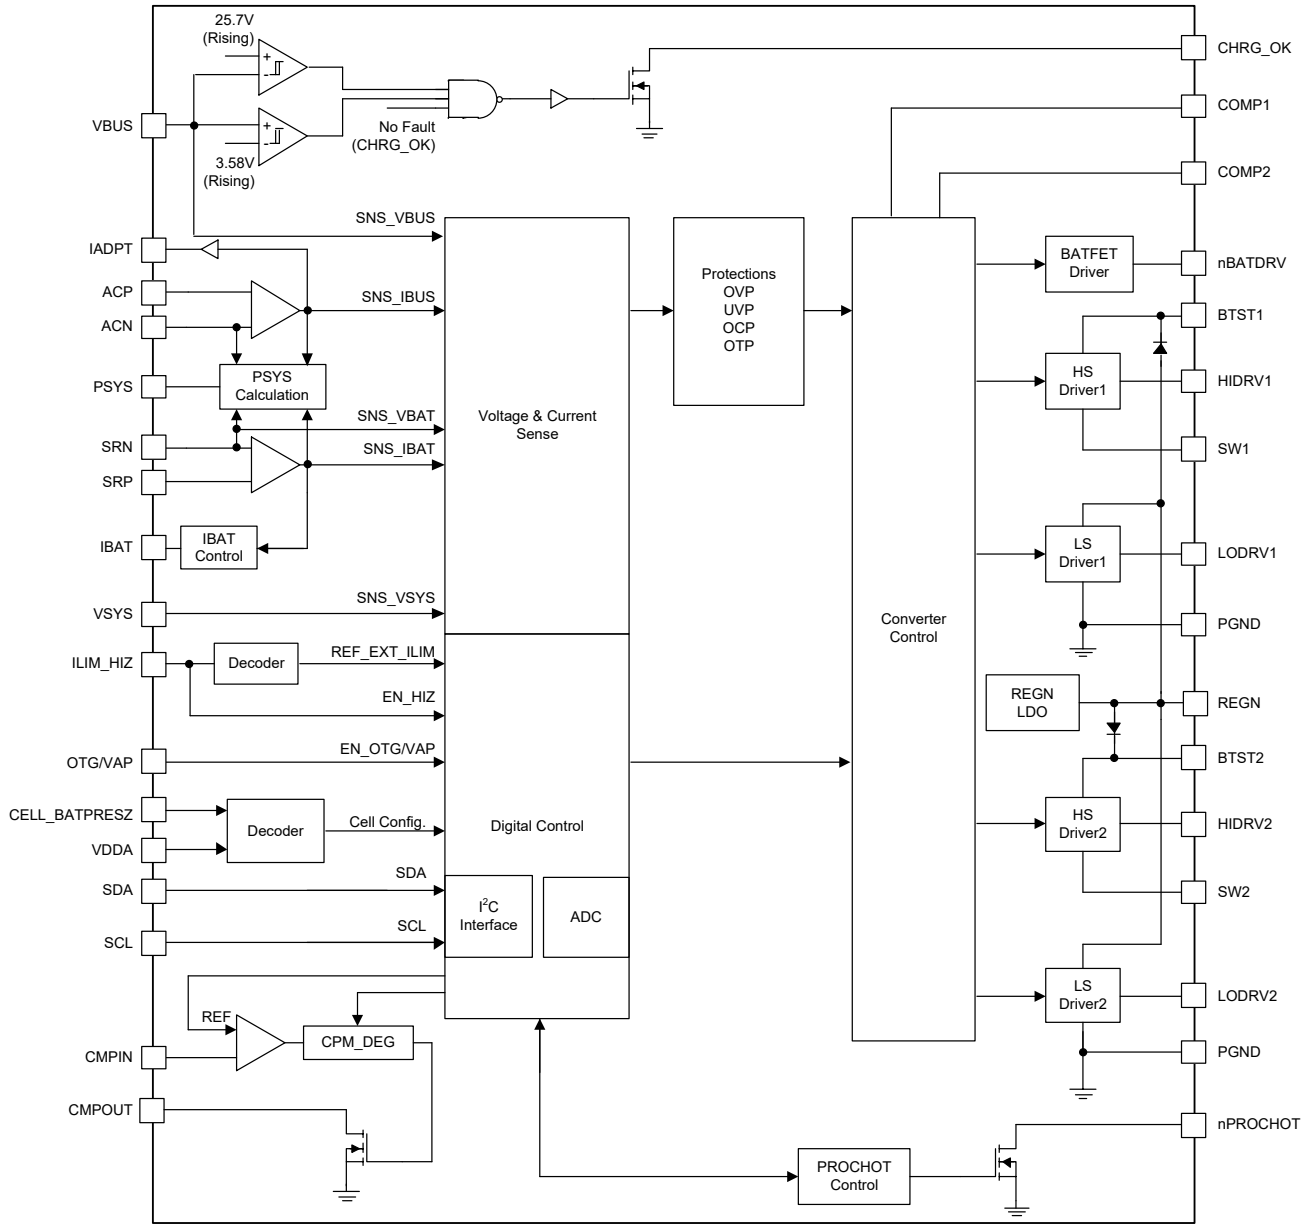 25.7V
(Rising)
+
-
CHRG_OK
COMP1
VBUS
+
-
No Fault
(CHRG_OK)
3.58V
(Rising)
COMP2
SNS_VBUS
IADPT
BATFET
Driver
nBATDRV
Protections
OVP
UVP
OCP
OTP
ACP
SNS_IBUS
ACN
BTST1
PSYS
PSYS
Calculation
HS
Driver1
HIDRV1
SNS_VBAT
Voltage & Current
Sense
SRN
SNS_IBAT
SW1
SRP
IBAT
IBAT
Control
LS
Driver1
LODRV1
VSYS
SNS_VSYS
Converter
Control
PGND
ILIM_HIZ
Decoder
REF_EXT_ILIM
EN_HIZ
REGN
LDO
REGN
OTG/VAP
EN_OTG/VAP
BTST2
CELL_BATPRESZ
Decoder
Cell Config.
Digital Control
HS
Driver2
HIDRV2
VDDA
SDA
SDA
I²C
Interface
ADC
SW2
SCL
SCL
LS
Driver2
LODRV2
REF
CPM_DEG
CMPIN
PGND
CMPOUT
nPROCHOT
PROCHOT
Control